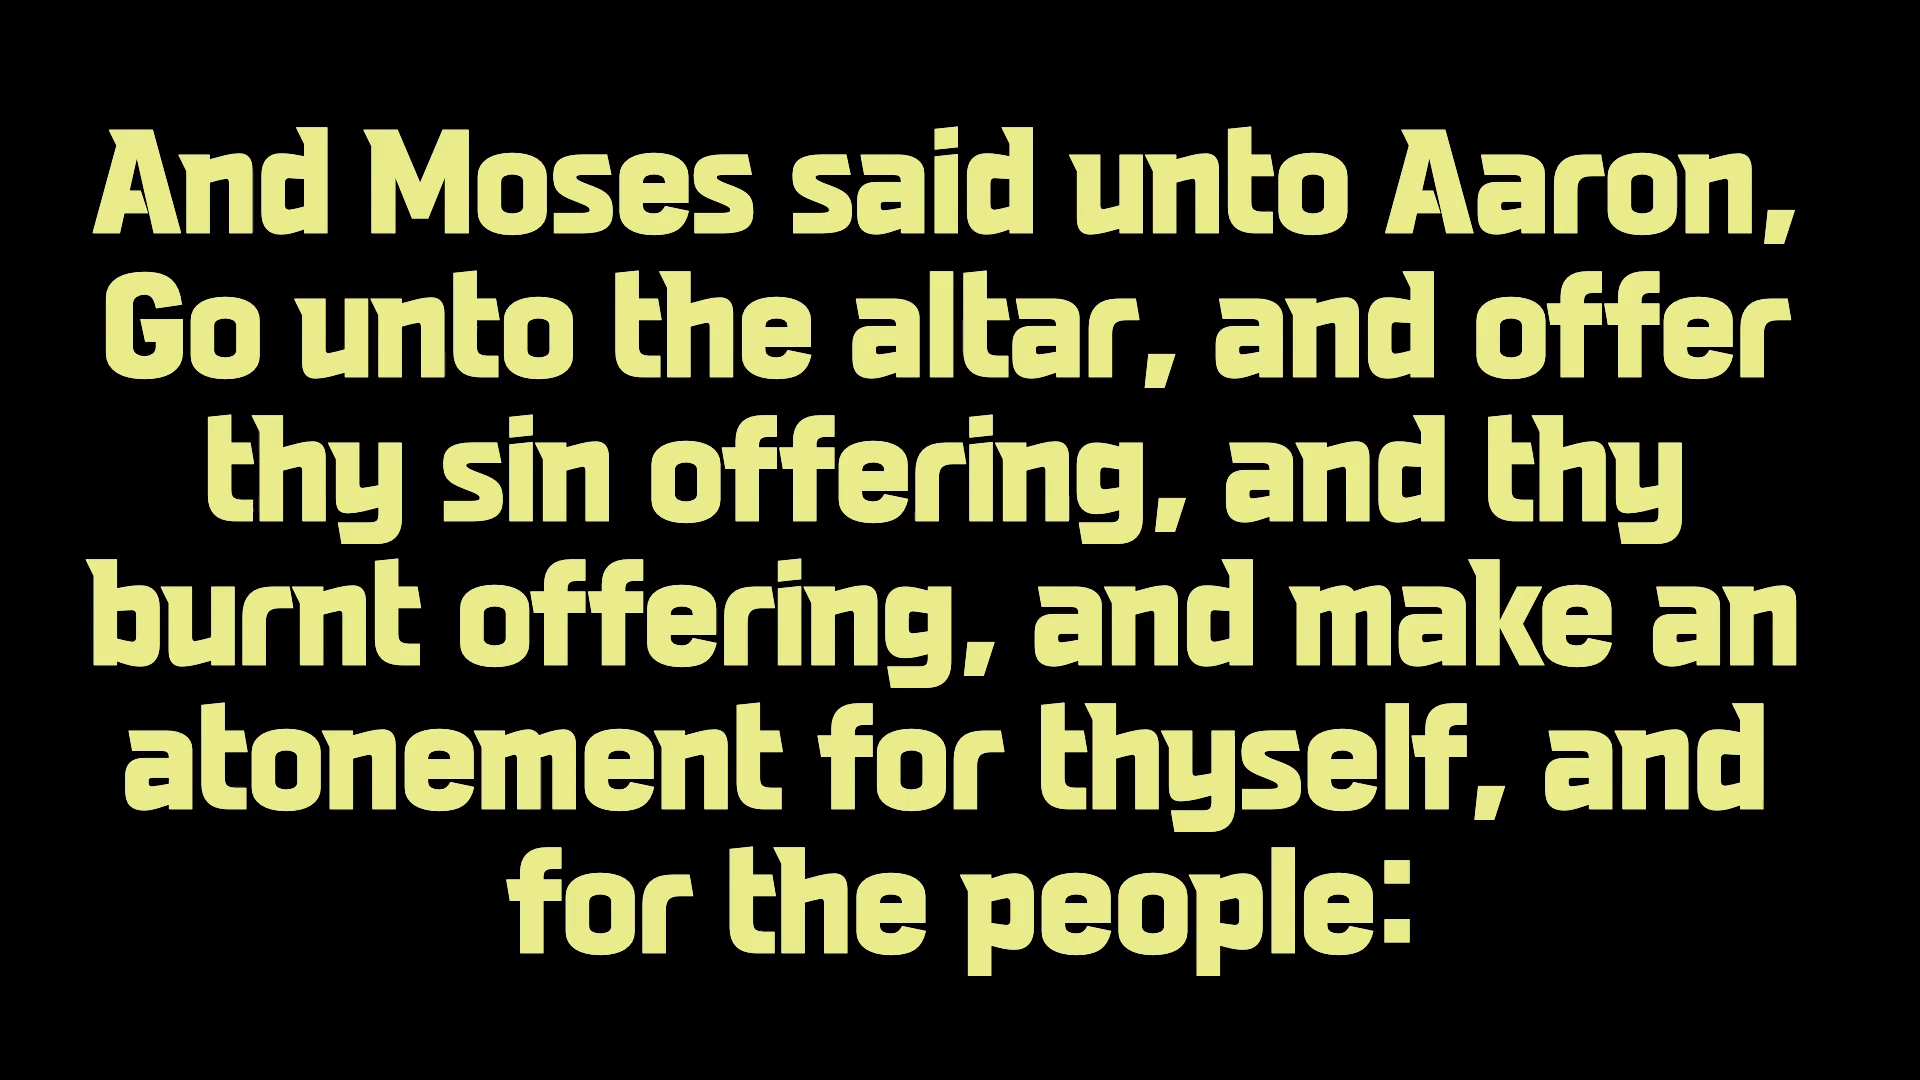 And Moses said unto Aaron,
Go unto the altar, and offer
thy sin offering, and thy
burnt offering, and make an
atonement for thyself, and
for the people: